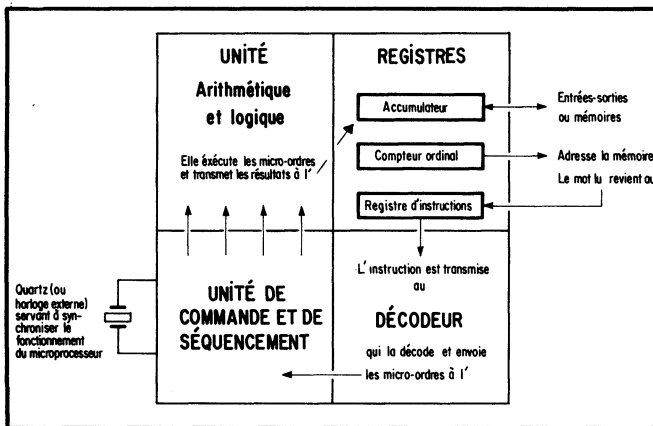 UNITÉ
Arithmétique
et logique
Elle éxécute les micro-ordres
et transmet les résultats à l'
REGISTRES
Accumulateur
Entrées-sorties
ou mémoires
Compteur ordinal
Adresse la mémoire
Le mot lu revient au
Registre d'instructions
L'instruction est transmise
au
DÉCODEUR
qui la décode et envoie
les micro-ordres à l'
UNITÉ DE
COMMANDE ET DE
SÉQUENCEMENT
Quartz (ou
horloge externe)
servant à syn-
chroniser le
fonctionnement
du microprocesseur